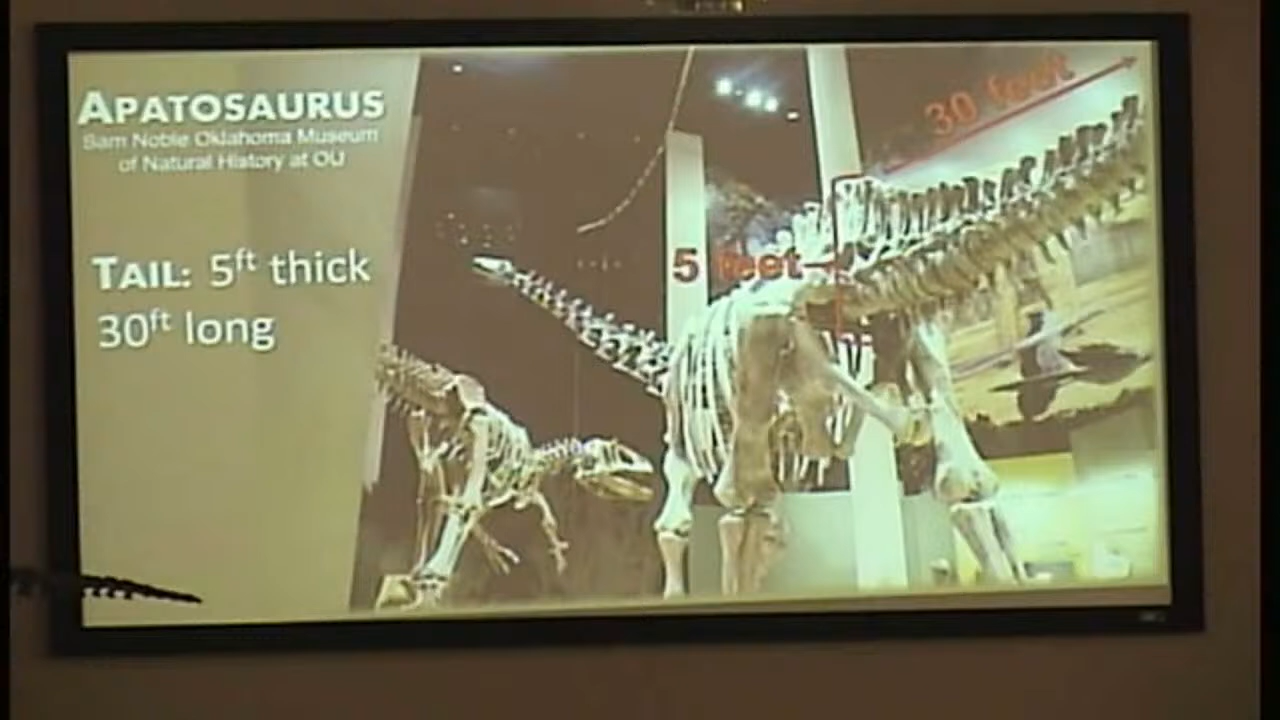 APATOSAURUS
Sam Noble Oklahoma Museum
of Natural History at OU
TAIL: 5ft thick
30ft long
5 feet
30 feet